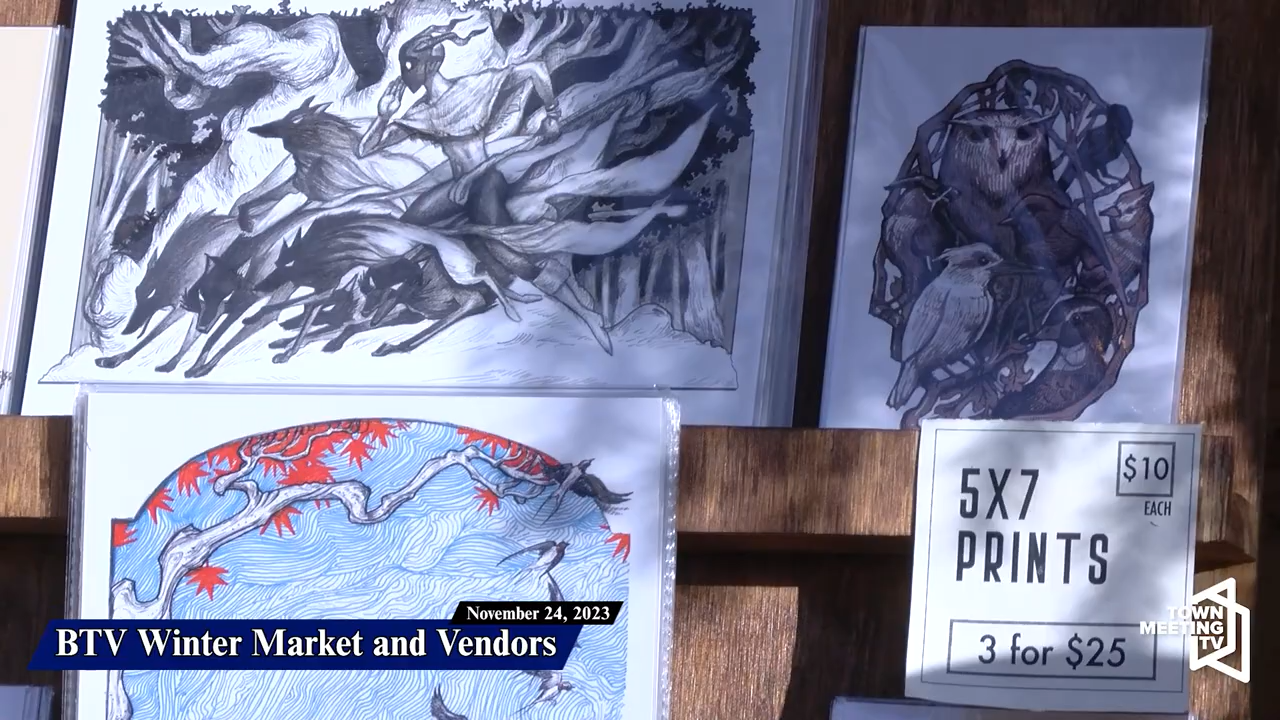 $10
EACH
5X7
PRINTS
3 for $25
November 24, 2023
BTV Winter Market and Vendors
TOWN
MEETING
TV